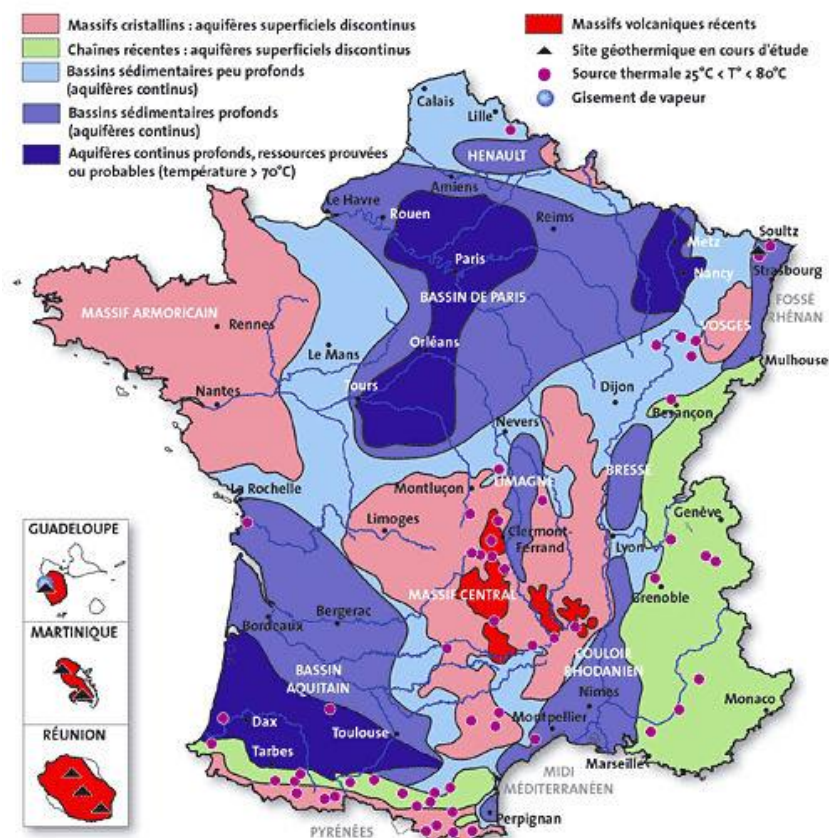 Massifs cristallins : aquifères superficiels discontinus
Chaînes récentes : aquifères superficiels discontinus
Bassins sédimentaires peu profonds
(aquifères continus)
Bassins sédimentaires profonds
(aquifères continus)
Aquifères continus profonds, ressources prouvées
ou probables (température > 70°C)
Massifs volcaniques récents
Site géothermique en cours d'étude
Source thermale 25°C < T° < 80°C
Gisement de vapeur
Calais
Lille
HENAULT
Amiens
Le Havre
Rouen
Reims
Metz
Soultz
Paris
Nancy
Strasbourg
BASSIN DE PARIS
FOSSÉ
RHÉNAN
MASSIF ARMORICAIN
Rennes
VOSGES
Orléans
Le Mans
Mulhouse
Tours
Dijon
Nantes
Besançon
Nevers
BRESSE
LIMAGNE
Montluçon
La Rochelle
Genève
Limoges
Clermont-
Ferrand
Lyon
GUADELOUPE
MASSIF CENTRAL
Grenoble
Bergerac
Bordeaux
MARTINIQUE
COULOIR
RHODANIEN
BASSIN
AQUITAIN
Nîmes
Monaco
Dax
Toulouse
Montpellier
RÉUNION
Tarbes
Marseille
MIDI
MÉDITERRANÉEN
Perpignan
PYRÉNÉES